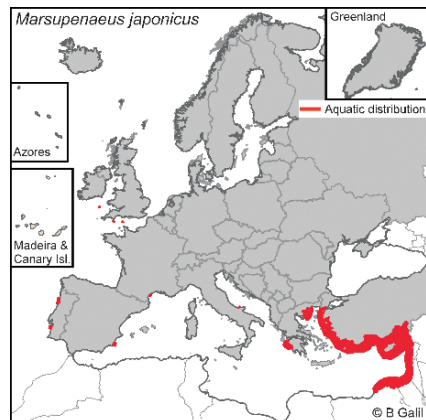 Marsupenaeus japonicus
Greenland
Aquatic distribution
Azores
Madeira &
Canary Isl.
© B Galil